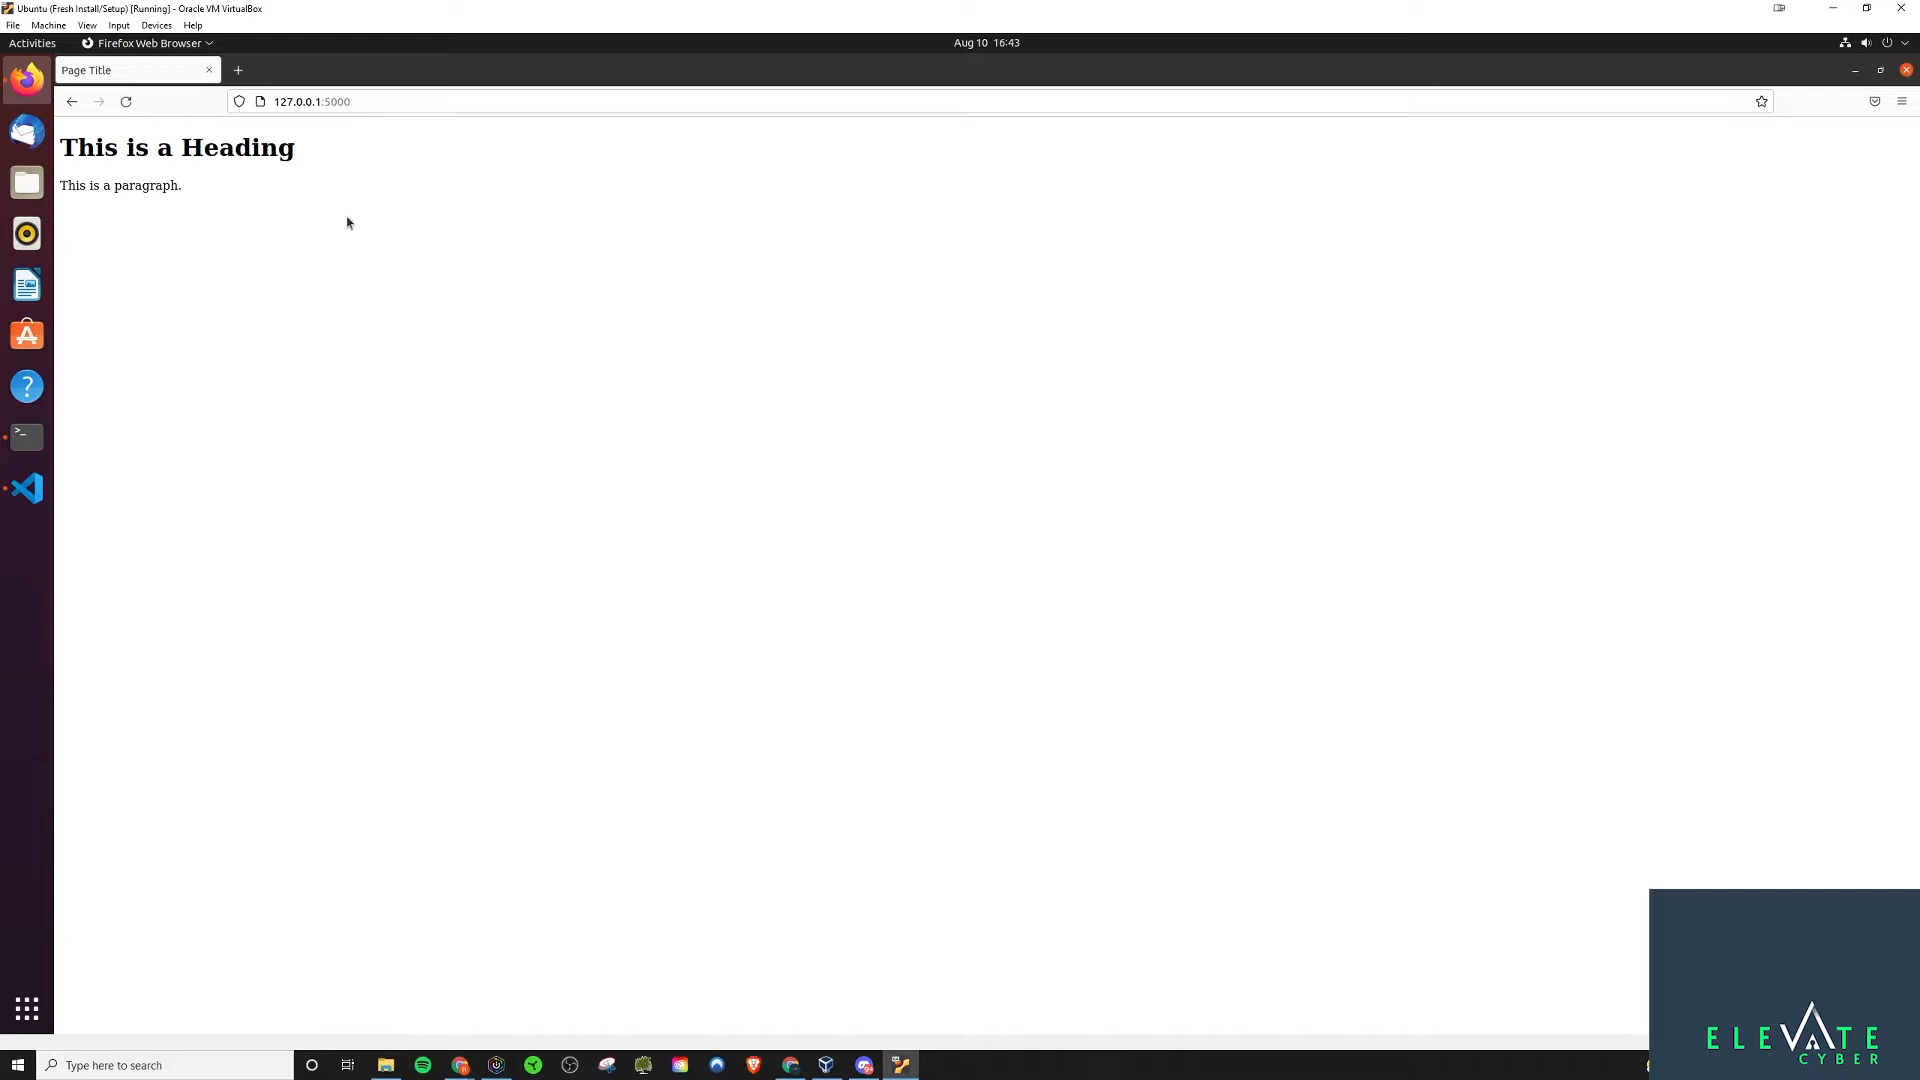 Ubuntu (Fresh Install/Setup) [Running] - Oracle VM VirtualBox
File Machine View Input Devices Help
Activities Firefox Web Browser Aug 10 16:43
Page Title
127.0.0.1:5000
This is a Heading
This is a paragraph.
Type here to search
ELEVATE
CYBER